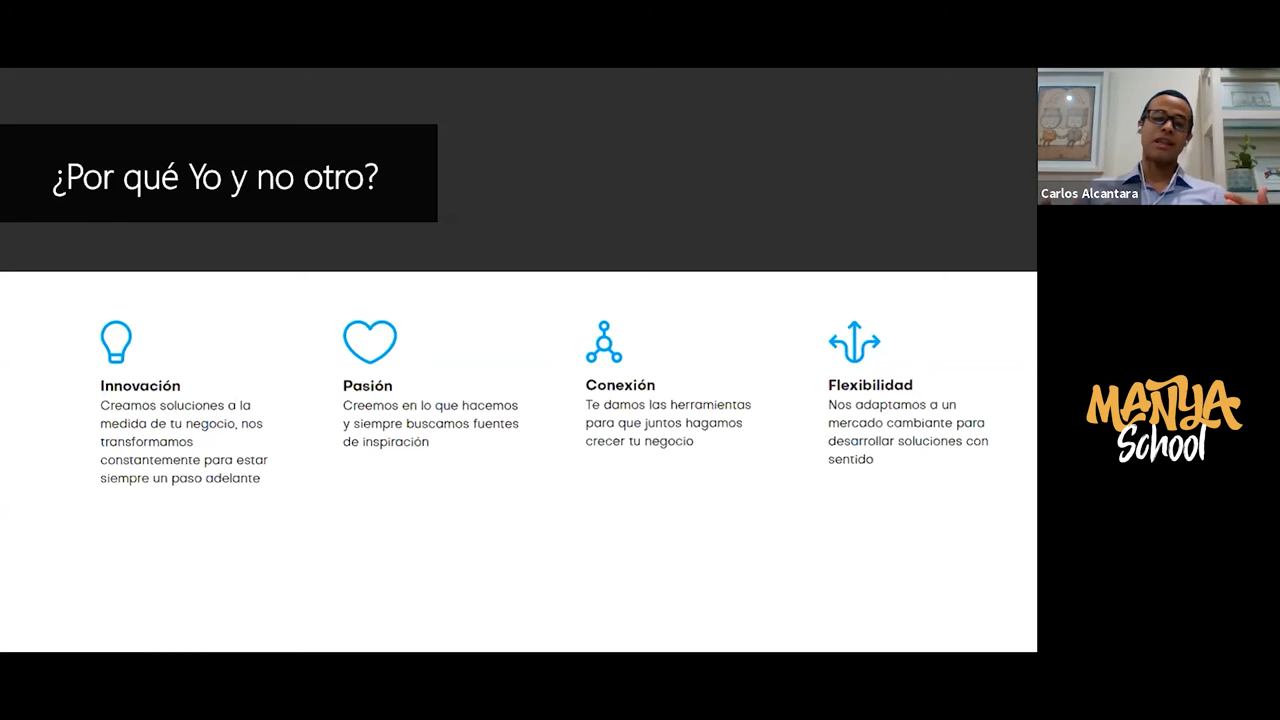 ¿Por qué Yo y no otro?
Innovación
Creamos soluciones a la
medida de tu negocio, nos
transformamos
constantemente para estar
siempre un paso adelante
Pasión
Creemos en lo que hacemos
y siempre buscamos fuentes
de inspiración
Conexión
Te damos las herramientas
para que juntos hagamos
crecer tu negocio
Flexibilidad
Nos adaptamos a un
mercado cambiante para
desarrollar soluciones con
sentido
Carlos Alcantara
MAÑYA
School